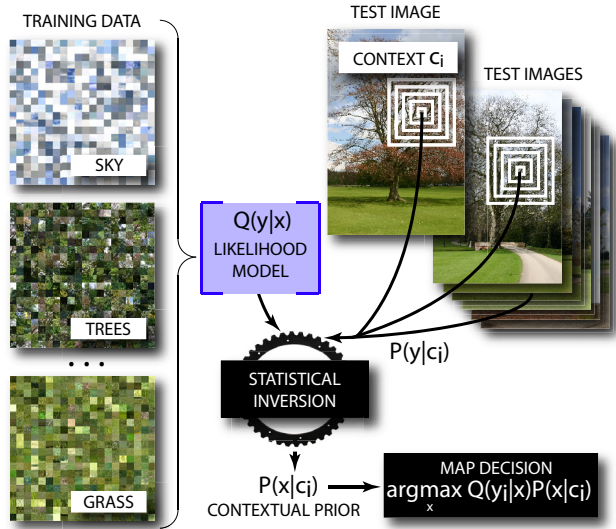 TRAINING DATA
SKY
TREES
...
GRASS
Q(y|x)
LIKELIHOOD
MODEL
TEST IMAGE
CONTEXT cᵢ
TEST IMAGES
P(y|cᵢ)
STATISTICAL
INVERSION
P(x|cᵢ)
CONTEXTUAL PRIOR
MAP DECISION
argmax Q(yᵢ|x)P(x|cᵢ)
x